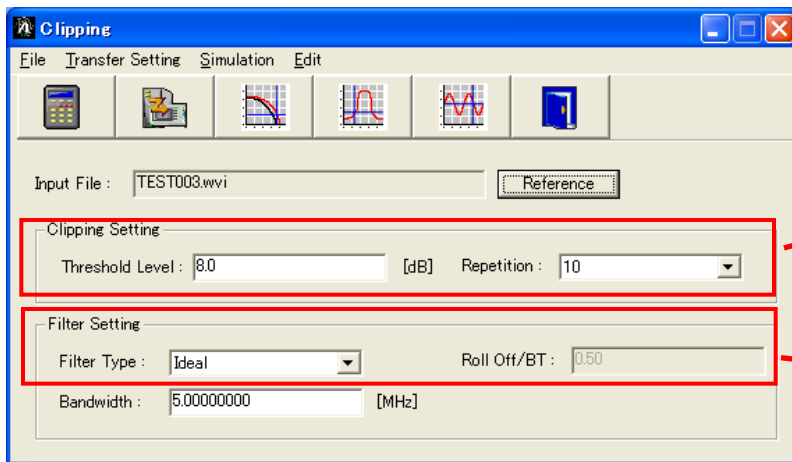 Clipping
File Transfer Setting Simulation Edit
Input File : TEST003.wvi Reference
Clipping Setting
Threshold Level : 8.0 [dB] Repetition : 10
Filter Setting
Filter Type : Ideal Roll Off/BT : 0.50
Bandwidth : 5.00000000 [MHz]